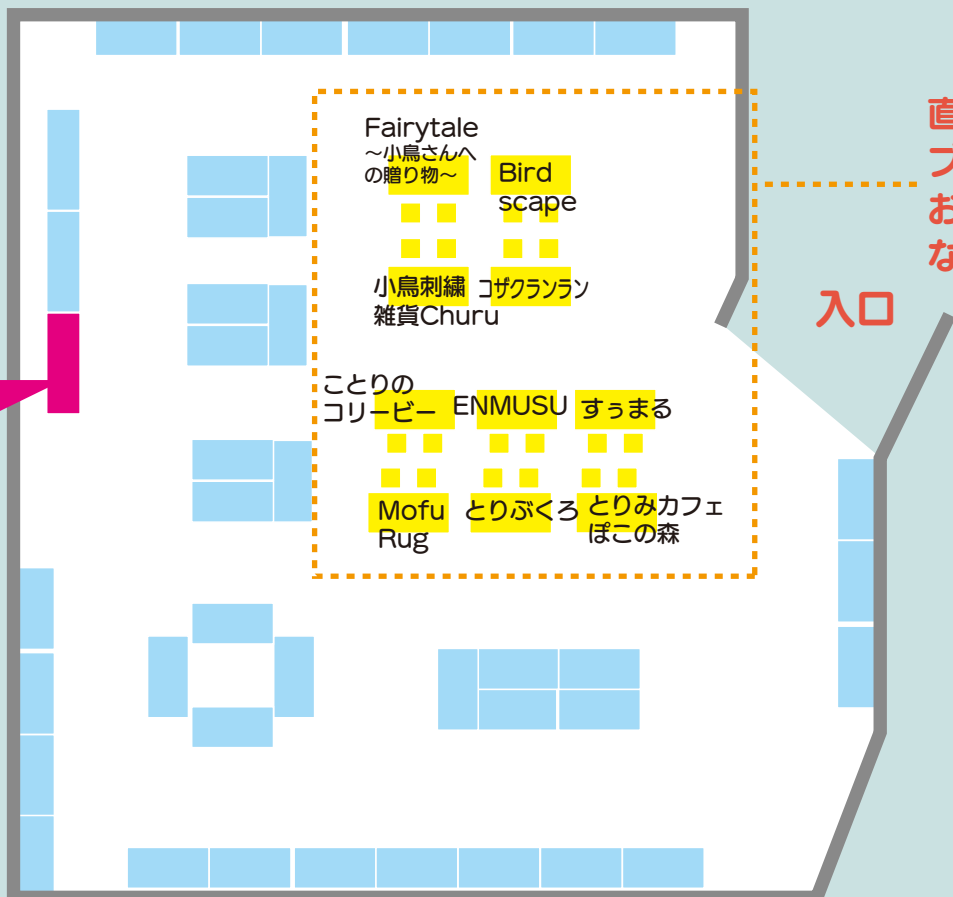 Fairytale
～小鳥さんへ
の贈り物～
Bird
scape
小鳥刺繍
雑貨Churu
コザクランラン
入口
ことりの
コリービー
ENMUSU
すぅまる
Mofu
Rug
とりぶくろ
とりみカフェ
ぽこの森
直
フ
お
な